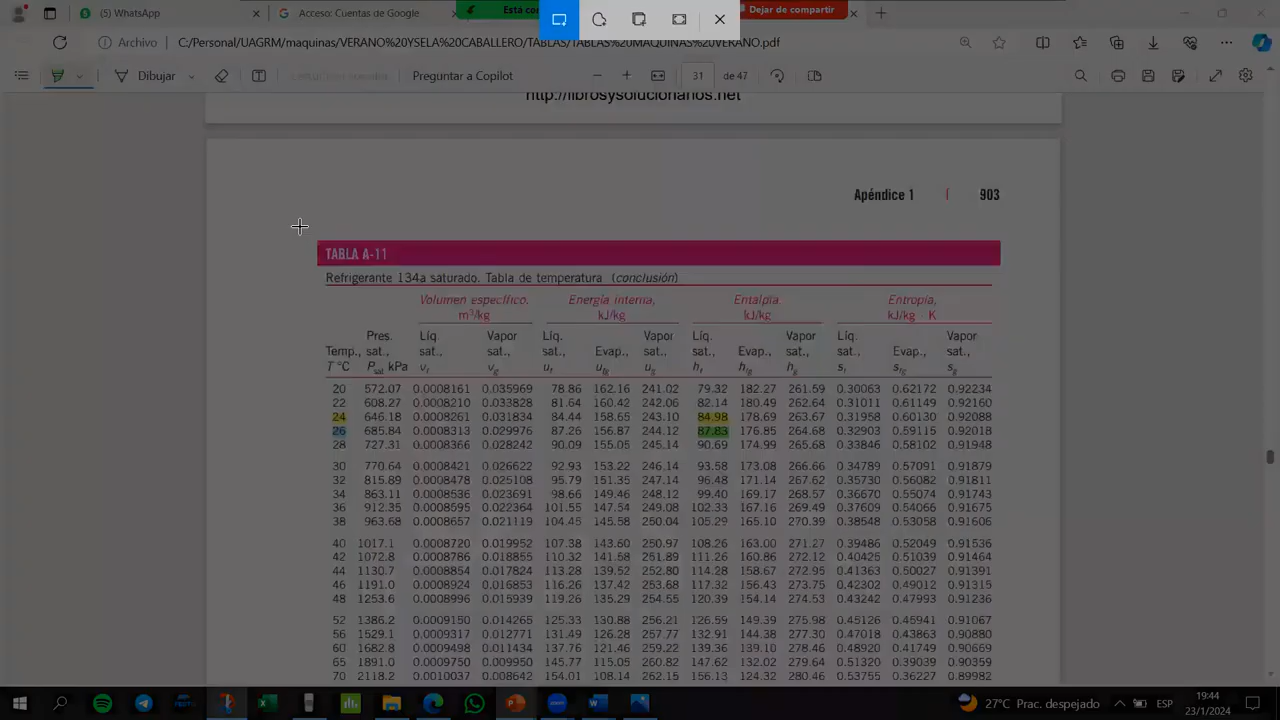 (5) WhatsApp
Acceso: Cuentas de Google
Está co
Dejar de compartir
Archivo C:/Personal/UAGRM/maquinas/VERANO%20YSELA%20CABALLERO/TABLAS/TABLAS%20MAQUINAS%20VERANO.pdf
Dibujar Preguntar a Copilot 31 de 47
http://librosysolucionarios.net
Apéndice 1 903
TABLA A-11
Refrigerante 134a saturado. Tabla de temperatura (conclusión)
Volumen específico, Energía interna, Entalpía, Entropía,
m³/kg kJ/kg kJ/kg kJ/kg · K
Pres. Líq. Vapor Líq. Vapor Líq. Vapor Líq. Vapor
Temp., sat., sat., sat., sat., Evap., sat., sat., Evap., sat., sat., Evap., sat.,
T °C Psat kPa vf vg uf ufg ug hf hfg hg sf sfg sg
20 572.07 0.0008161 0.035969 78.86 162.16 241.02 79.32 182.27 261.59 0.30063 0.62172 0.92234
22 608.27 0.0008210 0.033828 81.64 160.42 242.06 82.14 180.49 262.64 0.31011 0.61149 0.92160
24 646.18 0.0008261 0.031834 84.44 158.65 243.10 84.98 178.69 263.67 0.31958 0.60130 0.92088
26 685.84 0.0008313 0.029976 87.26 156.87 244.12 87.83 176.85 264.68 0.32903 0.59115 0.92018
28 727.31 0.0008366 0.028242 90.09 155.05 245.14 90.69 174.99 265.68 0.33846 0.58102 0.91948
30 770.64 0.0008421 0.026622 92.93 153.22 246.14 93.58 173.08 266.66 0.34789 0.57091 0.91879
32 815.89 0.0008478 0.025108 95.79 151.35 247.14 96.48 171.14 267.62 0.35730 0.56082 0.91811
34 863.11 0.0008536 0.023691 98.66 149.46 248.12 99.40 169.17 268.57 0.36670 0.55074 0.91743
36 912.35 0.0008595 0.022364 101.55 147.54 249.08 102.33 167.16 269.49 0.37609 0.54066 0.91675
38 963.68 0.0008657 0.021119 104.45 145.58 250.04 105.29 165.10 270.39 0.38548 0.53058 0.91606
40 1017.1 0.0008720 0.019952 107.38 143.60 250.97 108.26 163.00 271.27 0.39486 0.52049 0.91536
42 1072.8 0.0008786 0.018855 110.32 141.58 251.89 111.26 160.86 272.12 0.40425 0.51039 0.91464
44 1130.7 0.0008854 0.017824 113.28 139.52 252.80 114.28 158.67 272.95 0.41363 0.50027 0.91391
46 1191.0 0.0008924 0.016853 116.26 137.42 253.68 117.32 156.43 273.75 0.42302 0.49012 0.91315
48 1253.6 0.0008996 0.015939 119.26 135.29 254.55 120.39 154.14 274.53 0.43242 0.47993 0.91236
52 1386.2 0.0009150 0.014265 125.33 130.88 256.21 126.59 149.39 275.98 0.45126 0.45941 0.91067
56 1529.1 0.0009317 0.012771 131.49 126.28 257.77 132.91 144.38 277.30 0.47018 0.43863 0.90880
60 1682.8 0.0009498 0.011434 137.76 121.46 259.22 139.36 139.10 278.46 0.48920 0.41749 0.90669
65 1891.0 0.0009750 0.009950 145.77 115.05 260.82 147.62 132.02 279.64 0.51320 0.39039 0.90359
70 2118.2 0.0010037 0.008642 154.01 108.14 262.15 156.13 124.32 280.46 0.53755 0.36227 0.89982
27°C Prac. despejado ESP 19:44
23/1/2024